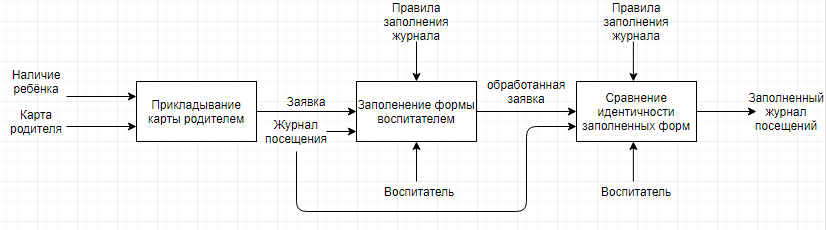 Правила
заполнения
журнала
Правила
заполнения
журнала
Наличие
ребёнка
Карта
родителя
Прикладывание
карты родителем
Заявка
Журнал
посещения
Заполенение формы
воспитателем
обработанная
заявка
Сравнение
идентичности
заполненных форм
Заполненный
журнал
посещений
Воспитатель
Воспитатель